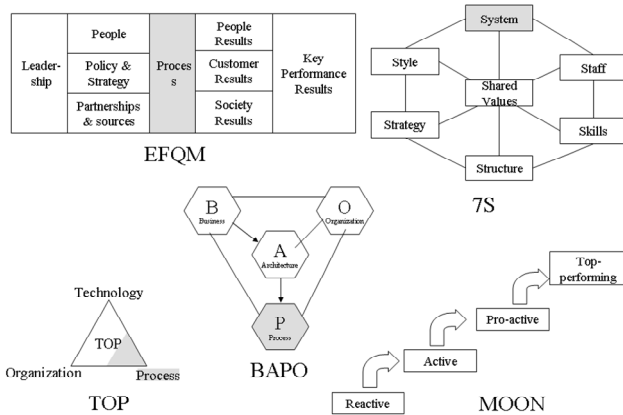 Leader-
ship
People
Policy &
Strategy
Partnerships
& sources
Proces
s
People
Results
Customer
Results
Society
Results
Key
Performance
Results
EFQM
System
Style
Staff
Shared
Values
Strategy
Skills
Structure
7S
B
Business
O
Organization
A
Architecture
P
Process
BAPO
Technology
TOP
Organization
Process
TOP
Top-
performing
Pro-active
Active
Reactive
MOON